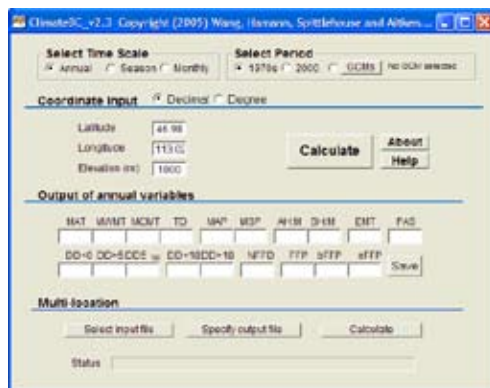 ClimateBC_v2.3 Copyright (2005) Wang, Hamann, Spittlehouse and Aitken...
Select Time Scale Select Period
Annual Season Monthly 1970s 2000 GCMs No GCM selected
Coordinate input Decimal Degree
Latitude 46.98
Longitude 113.02
Elevation (m) 1000
Calculate
About
Help
Output of annual variables
MAT MWMT MCMT TD MAP MSP AHM SHM EMT PAS
DD<0 DD>5 DD<18 DD>18 NFFD FFP bFFP eFFP
Save
Multi-location
Select input file Specify output file Calculate
Status